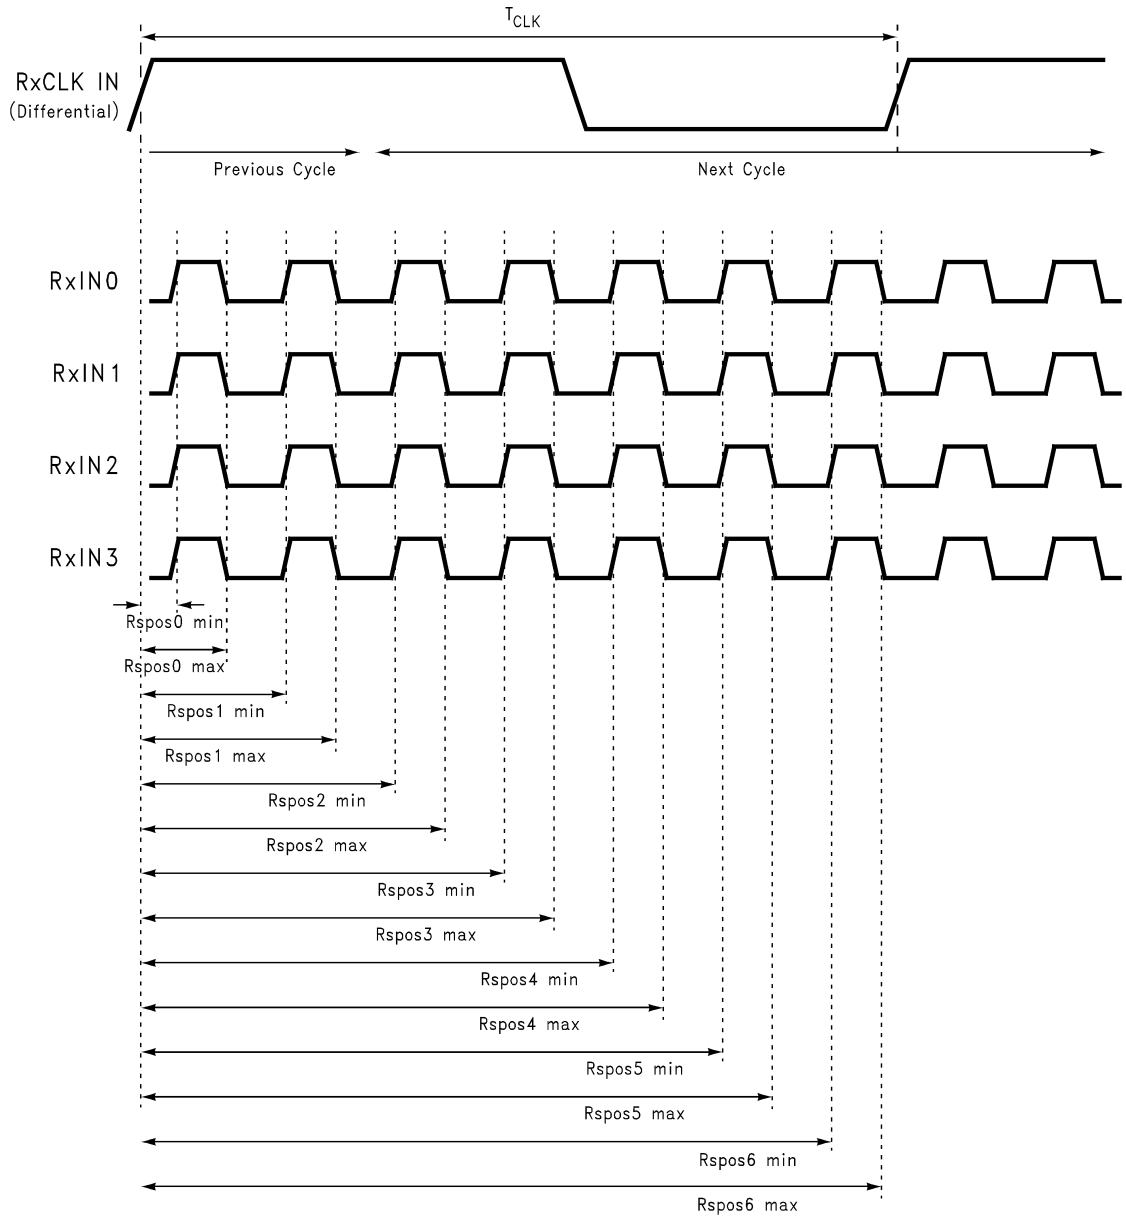 TCLK
RxCLK IN
(Differential)
Previous Cycle
Next Cycle
RxIN0
RxIN1
RxIN2
RxIN3
Rspos0 min
Rspos0 max
Rspos1 min
Rspos1 max
Rspos2 min
Rspos2 max
Rspos3 min
Rspos3 max
Rspos4 min
Rspos4 max
Rspos5 min
Rspos5 max
Rspos6 min
Rspos6 max